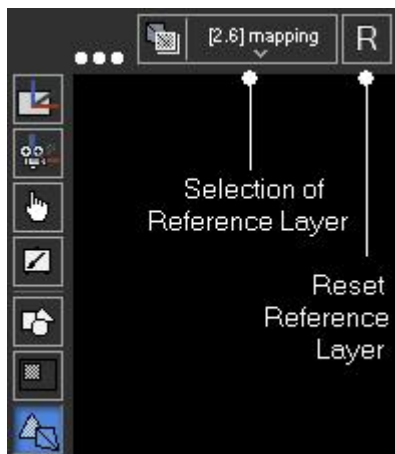 [2.6] mapping
R
Selection of
Reference Layer
Reset
Reference
Layer